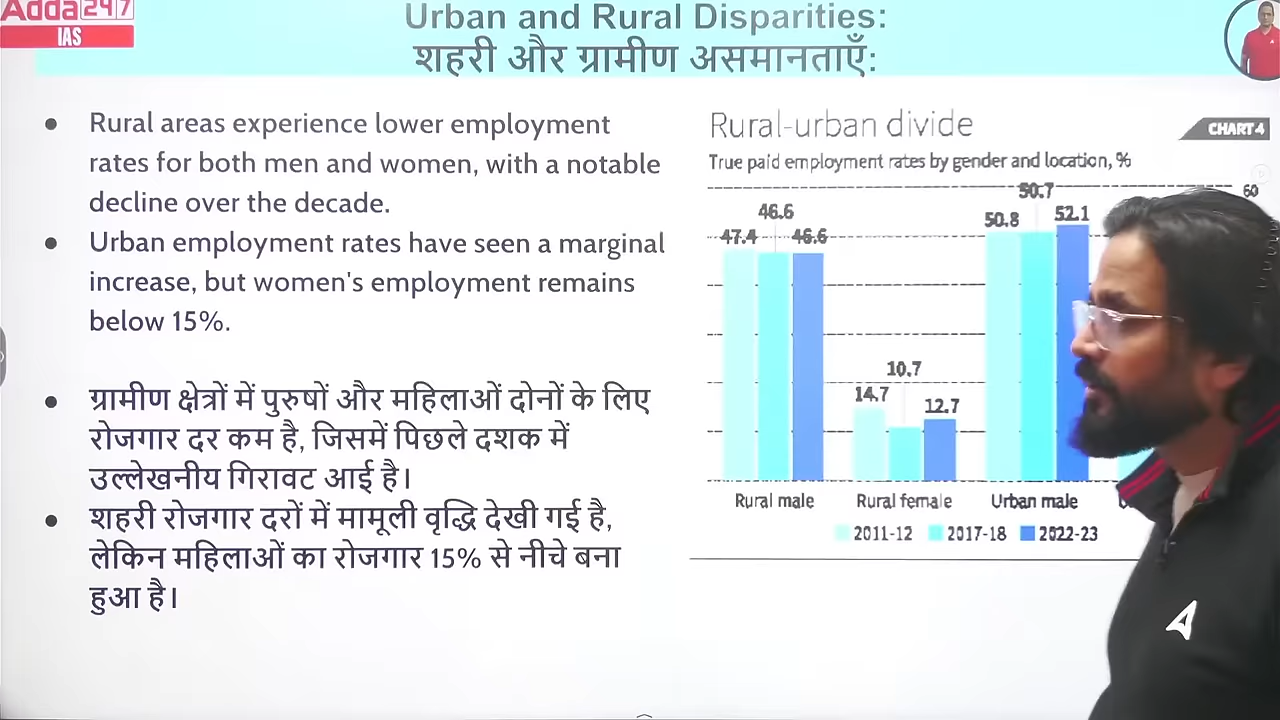 Adda247
IAS
Urban and Rural Disparities:
शहरी और ग्रामीण असमानताएँ:
• Rural areas experience lower employment
rates for both men and women, with a notable
decline over the decade.
• Urban employment rates have seen a marginal
increase, but women's employment remains
below 15%.
• ग्रामीण क्षेत्रों में पुरुषों और महिलाओं दोनों के लिए
रोजगार दर कम है, जिसमें पिछले दशक में
उल्लेखनीय गिरावट आई है।
• शहरी रोजगार दरों में मामूली वृद्धि देखी गई है,
लेकिन महिलाओं का रोजगार 15% से नीचे बना
हुआ है।
Rural-urban divide
CHART 4
True paid employment rates by gender and location, %
60
47.4 46.6 46.6
14.7 10.7 12.7
50.8 50.7 52.1
Rural male Rural female Urban male
2011-12 2017-18 2022-23